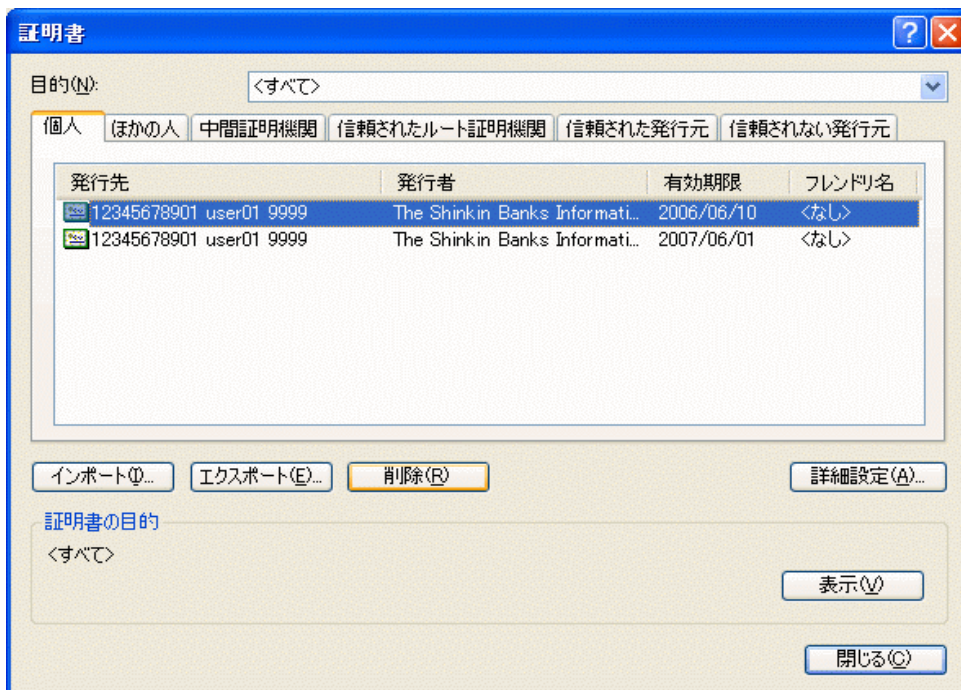 証明書
目的(N): <すべて>
個人 ほかの人 中間証明機関 信頼されたルート証明機関 信頼された発行元 信頼されない発行元
発行先 発行者 有効期限 フレンドリ名
12345678901 user01 9999 The Shinkin Banks Informati... 2006/06/10 <なし>
12345678901 user01 9999 The Shinkin Banks Informati... 2007/06/01 <なし>
インポート(I)... エクスポート(E)... 削除(R) 詳細設定(A)...
証明書の目的
<すべて>
表示(V)
閉じる(C)